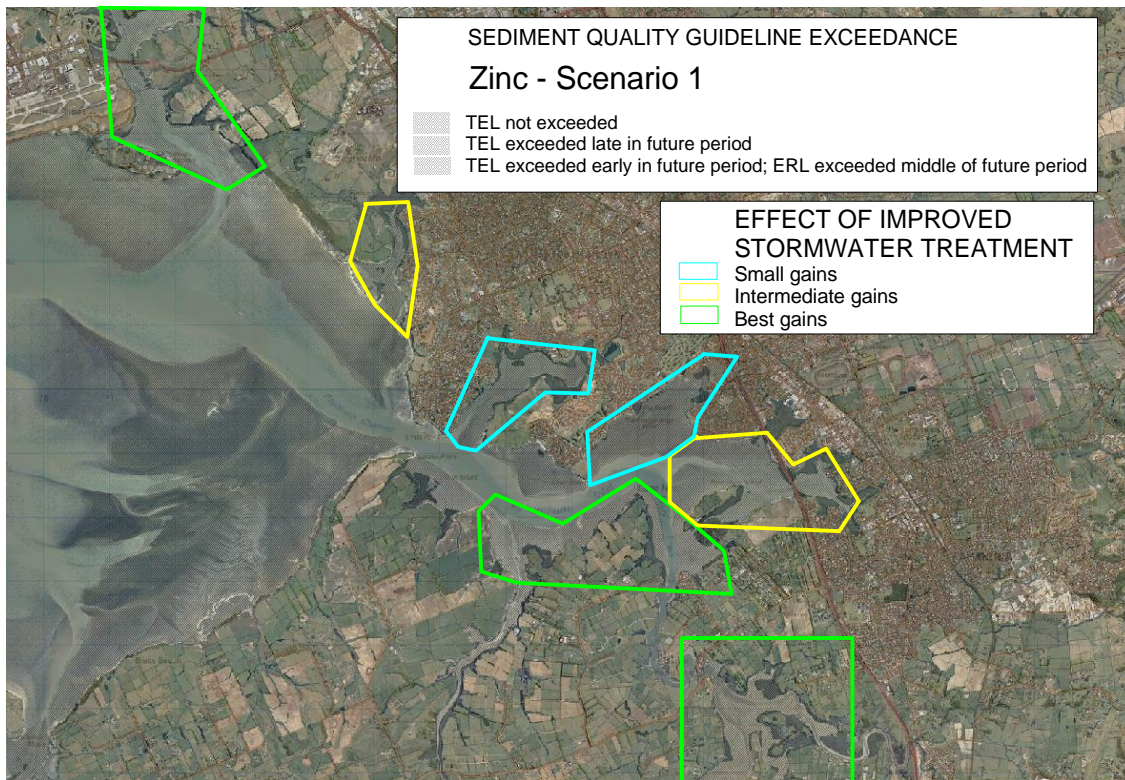 SEDIMENT QUALITY GUIDELINE EXCEEDANCE
Zinc - Scenario 1
TEL not exceeded
TEL exceeded late in future period
TEL exceeded early in future period; ERL exceeded middle of future period
EFFECT OF IMPROVED
STORMWATER TREATMENT
Small gains
Intermediate gains
Best gains